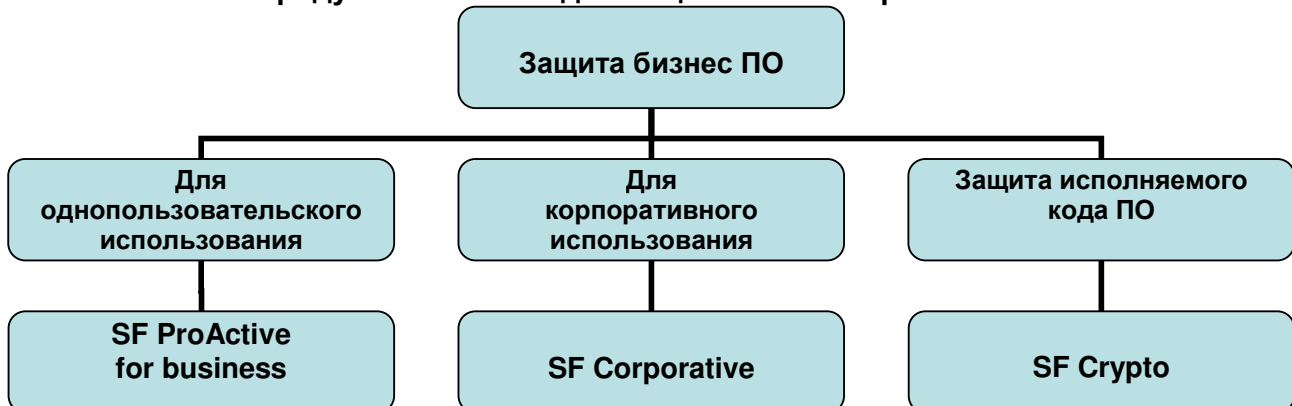 Защита бизнес ПО
Для
однопользовательского
использования
Для
корпоративного
использования
Защита исполняемого
кода ПО
SF ProActive
for business
SF Corporative
SF Crypto